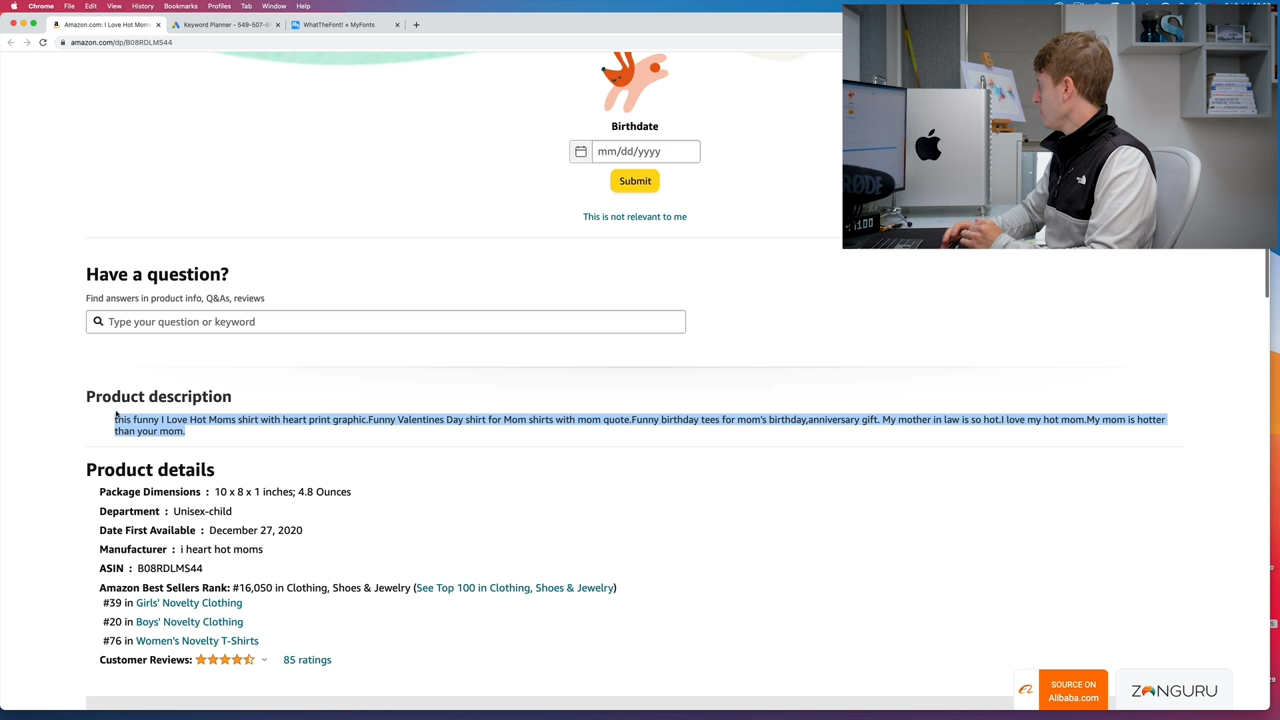 Chrome File Edit View History Bookmarks Profiles Tab Window Help
Amazon.com: I Love Hot Moms
Keyword Planner - 549-507-8
WhatTheFont! « MyFonts
amazon.com/dp/B08RDLMS44
Birthdate
mm/dd/yyyy
Submit
This is not relevant to me
RØDE
Have a question?
Find answers in product info, Q&As, reviews
Type your question or keyword
Product description
this funny I Love Hot Moms shirt with heart print graphic.Funny Valentines Day shirt for Mom shirts with mom quote.Funny birthday tees for mom's birthday,anniversary gift. My mother in law is so hot.I love my hot mom.My mom is hotter
than your mom.
Product details
Package Dimensions : 10 x 8 x 1 inches; 4.8 Ounces
Department : Unisex-child
Date First Available : December 27, 2020
Manufacturer : i heart hot moms
ASIN : B08RDLMS44
Amazon Best Sellers Rank: #16,050 in Clothing, Shoes & Jewelry (See Top 100 in Clothing, Shoes & Jewelry)
#39 in Girls' Novelty Clothing
#20 in Boys' Novelty Clothing
#76 in Women's Novelty T-Shirts
Customer Reviews: 85 ratings
SOURCE ON
Alibaba.com
ZONGURU